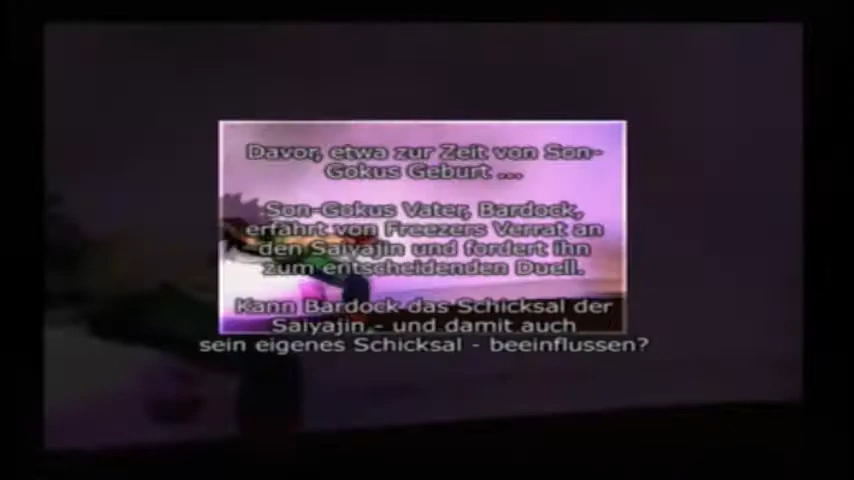 Davor, etwa zur Zeit von Son-
Gokus Geburt ...
Son-Gokus Vater, Bardock,
erfährt von Freezers Verrat an
den Saiyajin und fordert ihn
zum entscheidenden Duell.
Kann Bardock das Schicksal der
Saiyajin - und damit auch
sein eigenes Schicksal - beeinflussen?